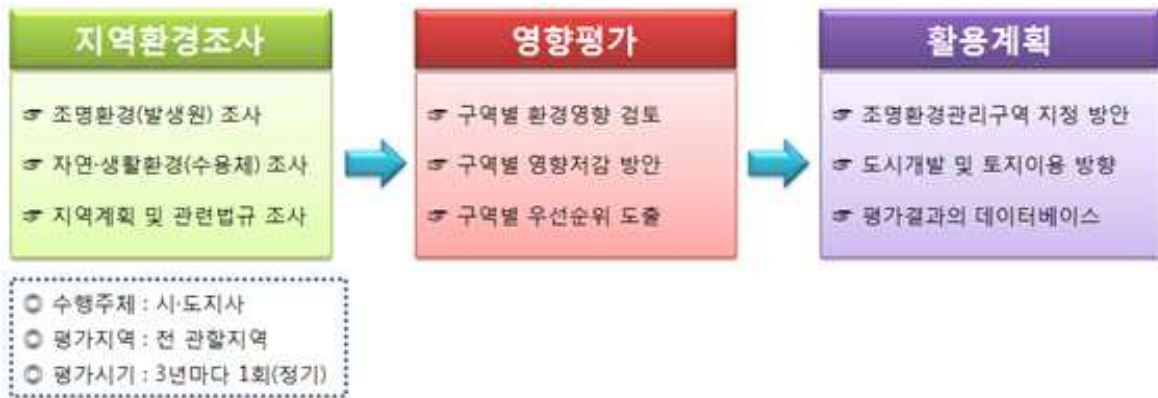 지역환경조사
☞ 조명환경(발생원) 조사
☞ 자연·생활환경(수용체) 조사
☞ 지역계획 및 관련법규 조사
영향평가
☞ 구역별 환경영향 검토
☞ 구역별 영향저감 방안
☞ 구역별 우선순위 도출
활용계획
☞ 조명환경관리구역 지정 방안
☞ 도시개발 및 토지이용 방향
☞ 평가결과의 데이터베이스
◎ 수행주체 : 시·도지사
◎ 평가지역 : 전 관할지역
◎ 평가시기 : 3년마다 1회(정기)